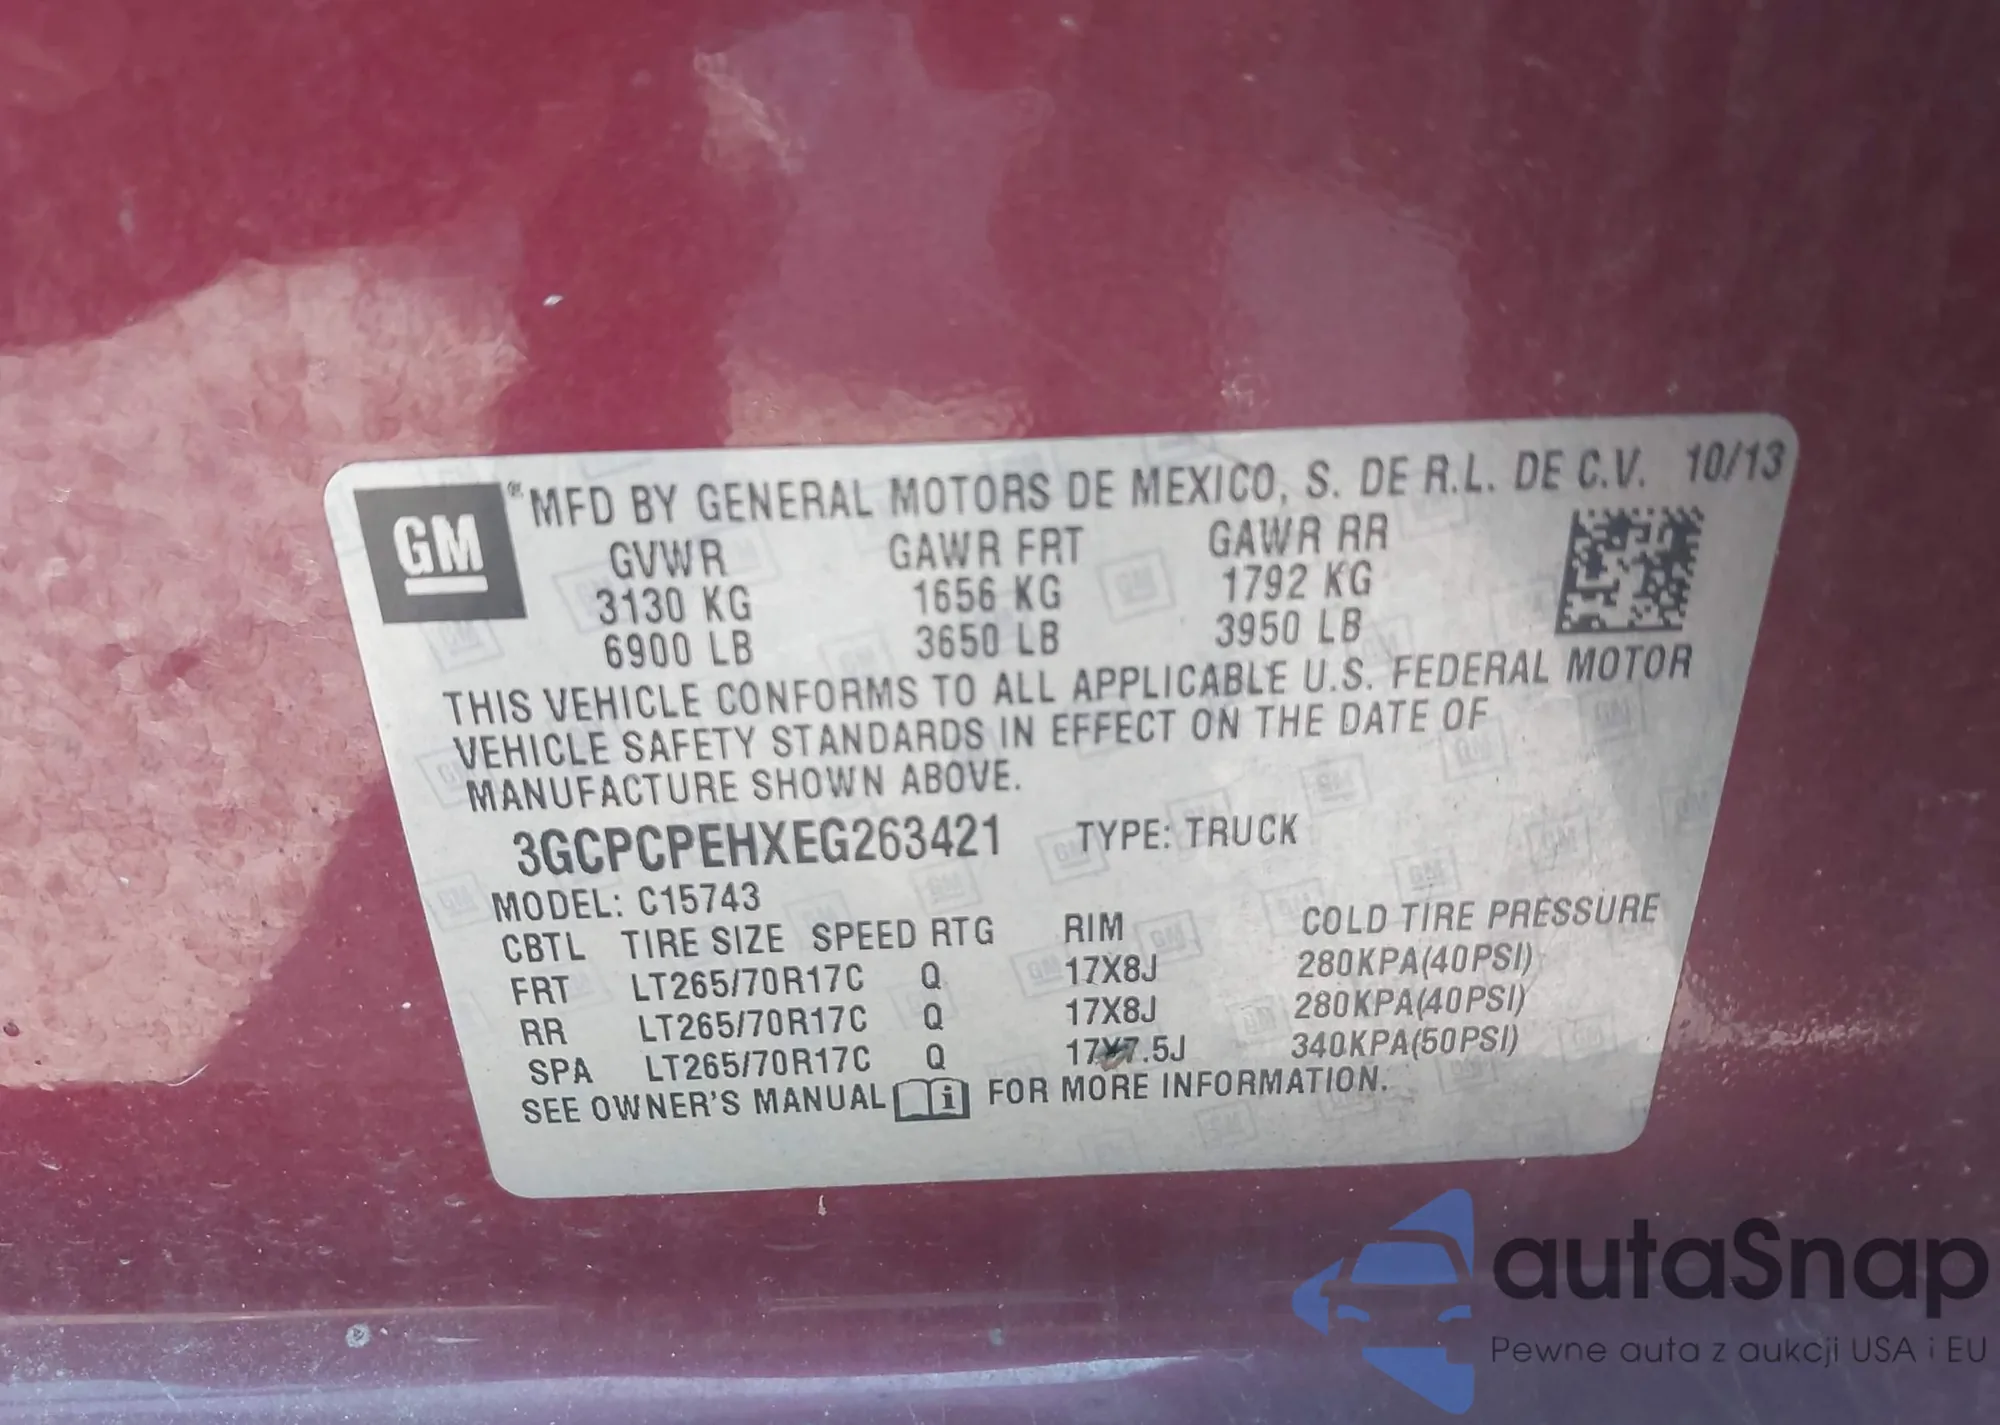 GM ® MFD BY GENERAL MOTORS DE MEXICO, S. DE R.L. DE C.V. 10/13
GVWR GAWR FRT GAWR RR
3130 KG 1656 KG 1792 KG
6900 LB 3650 LB 3950 LB
THIS VEHICLE CONFORMS TO ALL APPLICABLE U.S. FEDERAL MOTOR
VEHICLE SAFETY STANDARDS IN EFFECT ON THE DATE OF
MANUFACTURE SHOWN ABOVE.
3GCPCPEHXEG263421 TYPE: TRUCK
MODEL: C15743
CBTL TIRE SIZE SPEED RTG RIM COLD TIRE PRESSURE
FRT LT265/70R17C Q 17X8J 280KPA(40PSI)
RR LT265/70R17C Q 17X8J 280KPA(40PSI)
SPA LT265/70R17C Q 17X7.5J 340KPA(50PSI)
SEE OWNER'S MANUAL i FOR MORE INFORMATION.
autaSnap
Pewne auta z aukcji USA i EU